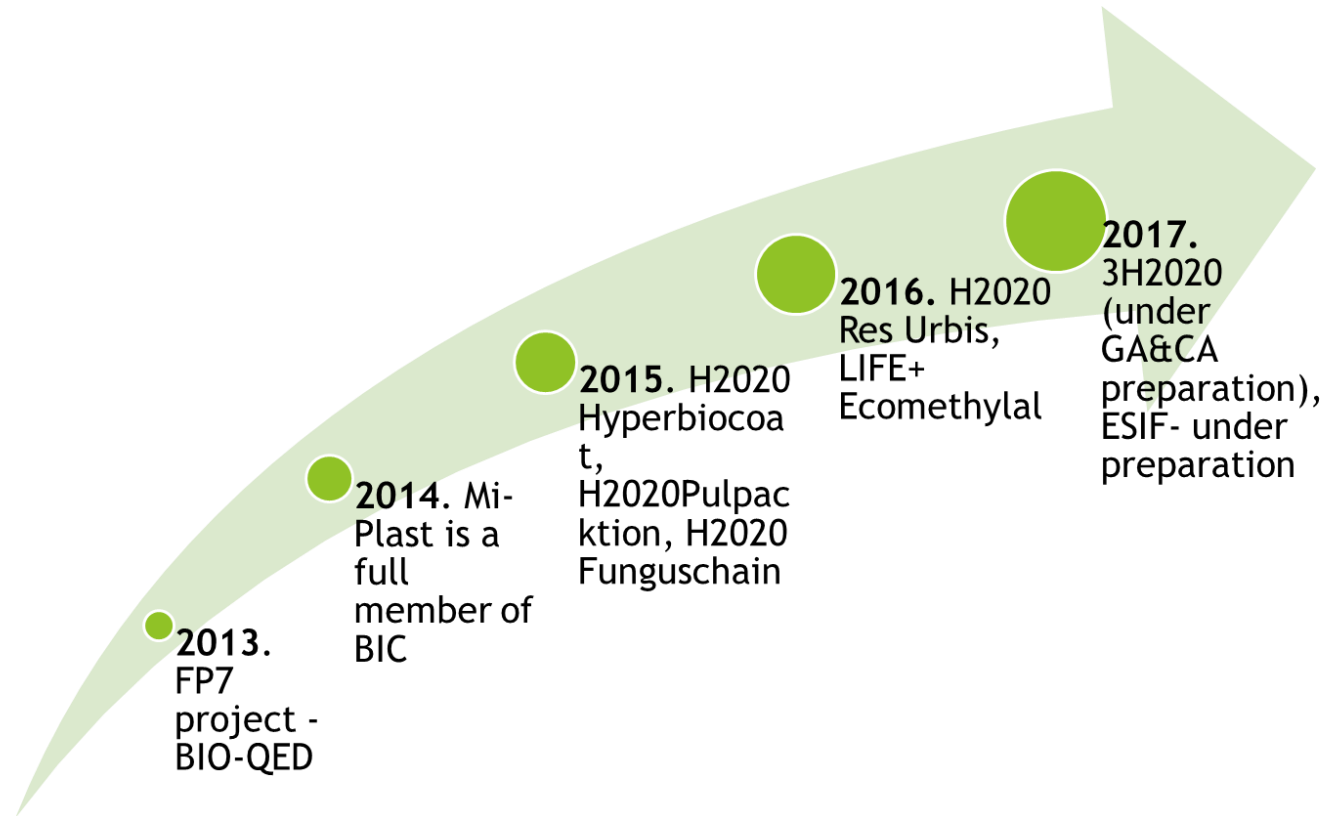 2013.
FP7
project -
BIO-QED
2014. Mi-
Plast is a
full
member of
BIC
2015. H2020
Hyperbiocoa
t,
H2020Pulpac
ktion, H2020
Funguschain
2016. H2020
Res Urbis,
LIFE+
Ecomethylal
2017.
3H2020
(under
GA&CA
preparation),
ESIF- under
preparation